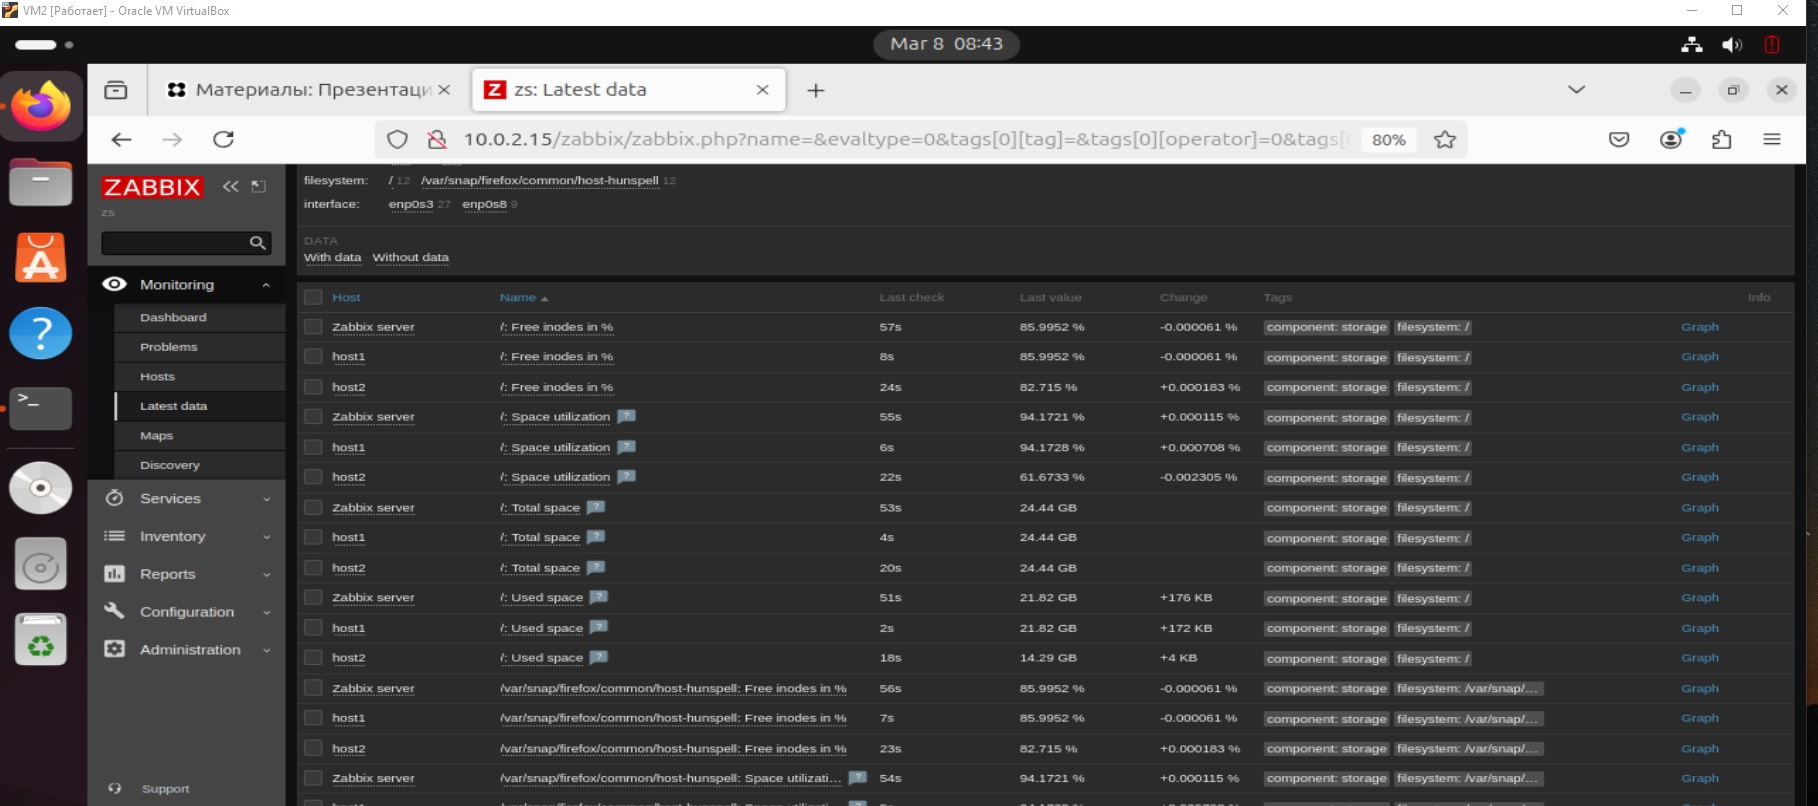 VM2 [Работает] - Oracle VM VirtualBox
Mar 8 08:43
Материалы: Презентаци
zs: Latest data
10.0.2.15/zabbix/zabbix.php?name=&evaltype=0&tags[0][tag]=&tags[0][operator]=0&tags[ 80%
ZABBIX
zs
Monitoring
Dashboard
Problems
Hosts
Latest data
Maps
Discovery
Services
Inventory
Reports
Configuration
Administration
Support
filesystem: / 12 /var/snap/firefox/common/host-hunspell 12
interface: enp0s3 27 enp0s8 9
DATA
With data Without data
Host Name Last check Last value Change Tags Info
Zabbix server /: Free inodes in % 57s 85.9952 % -0.000061 % component: storage filesystem: / Graph
host1 /: Free inodes in % 8s 85.9952 % -0.000061 % component: storage filesystem: / Graph
host2 /: Free inodes in % 24s 82.715 % +0.000183 % component: storage filesystem: / Graph
Zabbix server /: Space utilization ? 55s 94.1721 % +0.000115 % component: storage filesystem: / Graph
host1 /: Space utilization ? 6s 94.1728 % +0.000708 % component: storage filesystem: / Graph
host2 /: Space utilization ? 22s 61.6733 % -0.002305 % component: storage filesystem: / Graph
Zabbix server /: Total space ? 53s 24.44 GB component: storage filesystem: / Graph
host1 /: Total space ? 4s 24.44 GB component: storage filesystem: / Graph
host2 /: Total space ? 20s 24.44 GB component: storage filesystem: / Graph
Zabbix server /: Used space ? 51s 21.82 GB +176 KB component: storage filesystem: / Graph
host1 /: Used space ? 2s 21.82 GB +172 KB component: storage filesystem: / Graph
host2 /: Used space ? 18s 14.29 GB +4 KB component: storage filesystem: / Graph
Zabbix server /var/snap/firefox/common/host-hunspell: Free inodes in % 56s 85.9952 % -0.000061 % component: storage filesystem: /var/snap/... Graph
host1 /var/snap/firefox/common/host-hunspell: Free inodes in % 7s 85.9952 % -0.000061 % component: storage filesystem: /var/snap/... Graph
host2 /var/snap/firefox/common/host-hunspell: Free inodes in % 23s 82.715 % +0.000183 % component: storage filesystem: /var/snap/... Graph
Zabbix server /var/snap/firefox/common/host-hunspell: Space utilizati... ? 54s 94.1721 % +0.000115 % component: storage filesystem: /var/snap/... Graph